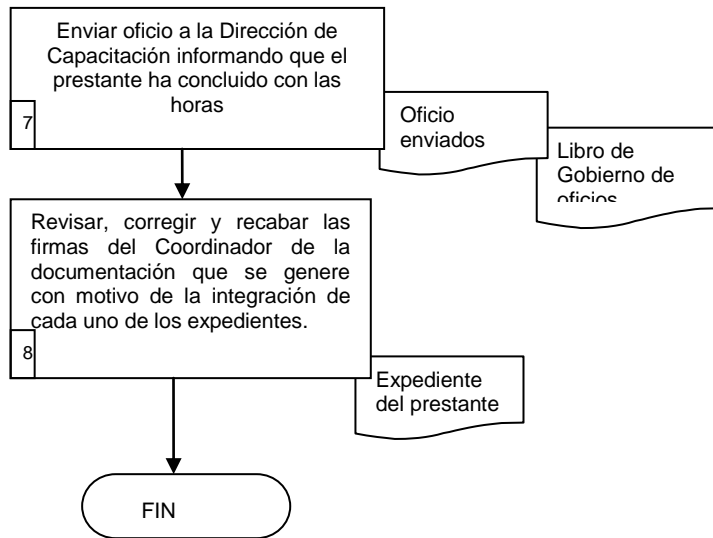 Enviar oficio a la Dirección de
Capacitación informando que el
prestante ha concluido con las
horas
7
Oficio
enviados
Libro de
Gobierno de
oficios
Revisar, corregir y recabar las
firmas del Coordinador de la
documentación que se genere
con motivo de la integración de
cada uno de los expedientes.
8
Expediente
del prestante
FIN